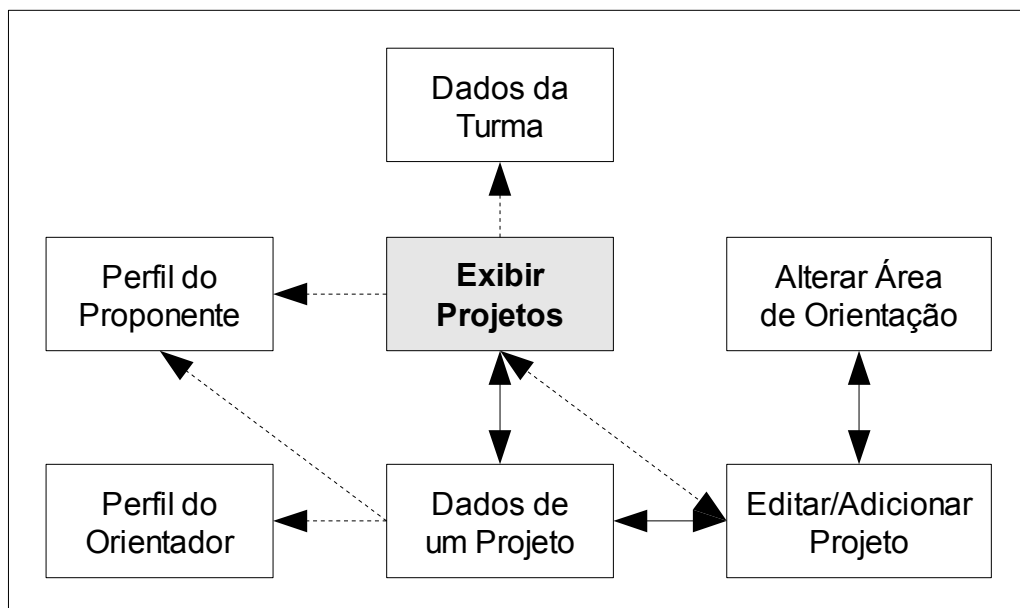 Dados da
Turma
Perfil do
Proponente
Exibir
Projetos
Alterar Área
de Orientação
Perfil do
Orientador
Dados de
um Projeto
Editar/Adicionar
Projeto